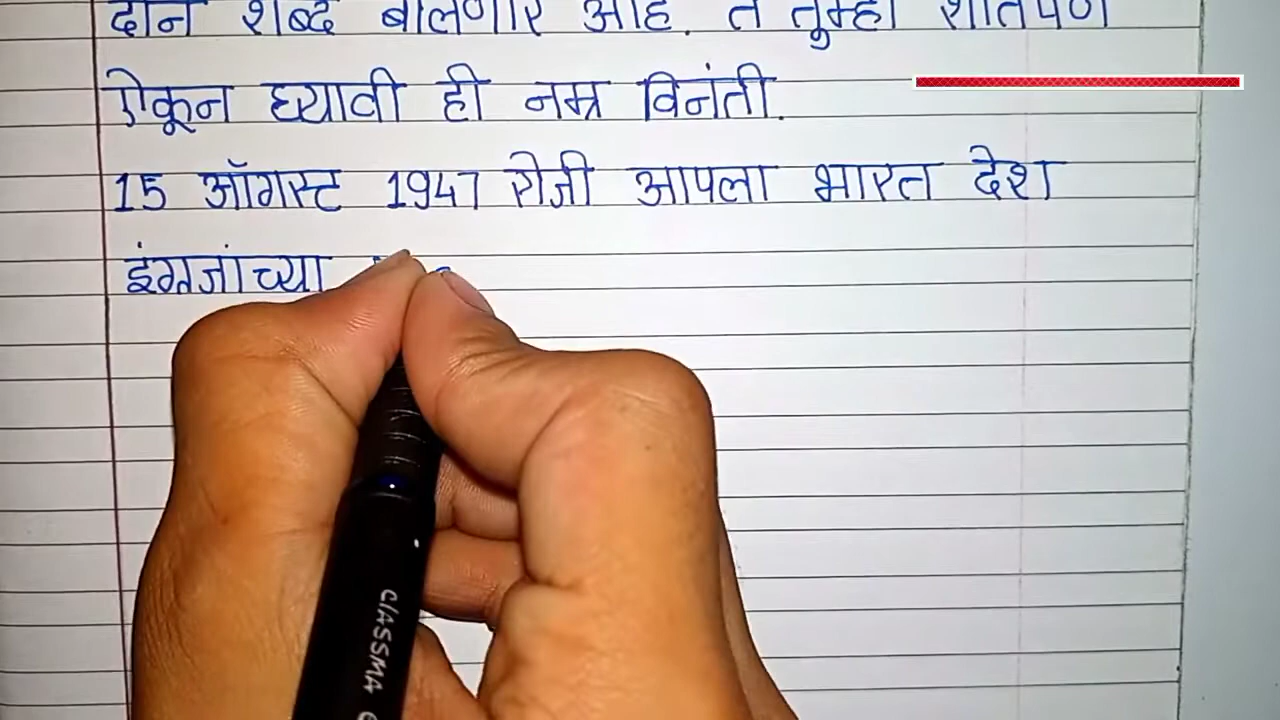 दोन शब्द बोलणार आहे. ते तुम्ही शांतपणे
ऐकून घ्यावी ही नम्र विनंती.
15 ऑगस्ट 1947 रोजी आपला भारत देश
इंग्रजांच्या
CLASSMA